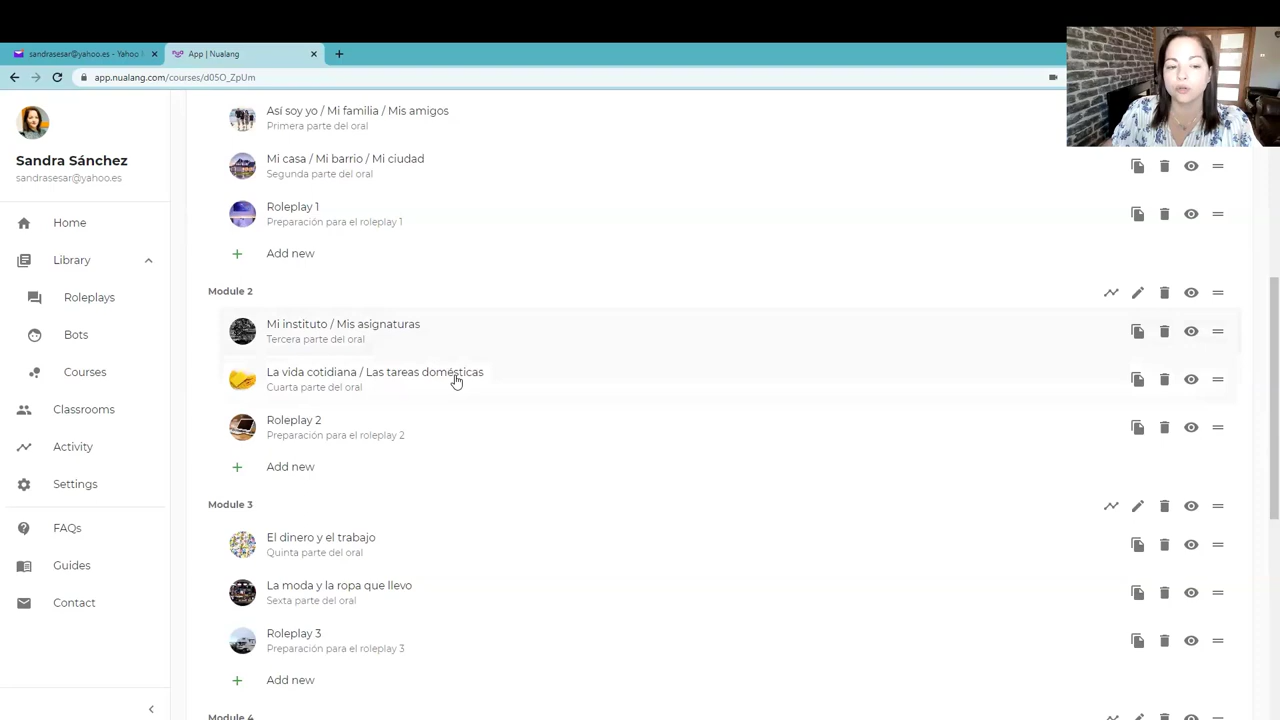 sandrasesar@yahoo.es - Yahoo
App | Nualang
app.nualang.com/courses/d05O_ZpUm
Sandra Sánchez
sandrasesar@yahoo.es
Home
Library
Roleplays
Bots
Courses
Classrooms
Activity
Settings
FAQs
Guides
Contact
Así soy yo / Mi familia / Mis amigos
Primera parte del oral
Mi casa / Mi barrio / Mi ciudad
Segunda parte del oral
Roleplay 1
Preparación para el roleplay 1
Add new
Module 2
Mi instituto / Mis asignaturas
Tercera parte del oral
La vida cotidiana / Las tareas domésticas
Cuarta parte del oral
Roleplay 2
Preparación para el roleplay 2
Add new
Module 3
El dinero y el trabajo
Quinta parte del oral
La moda y la ropa que llevo
Sexta parte del oral
Roleplay 3
Preparación para el roleplay 3
Add new
Module 4